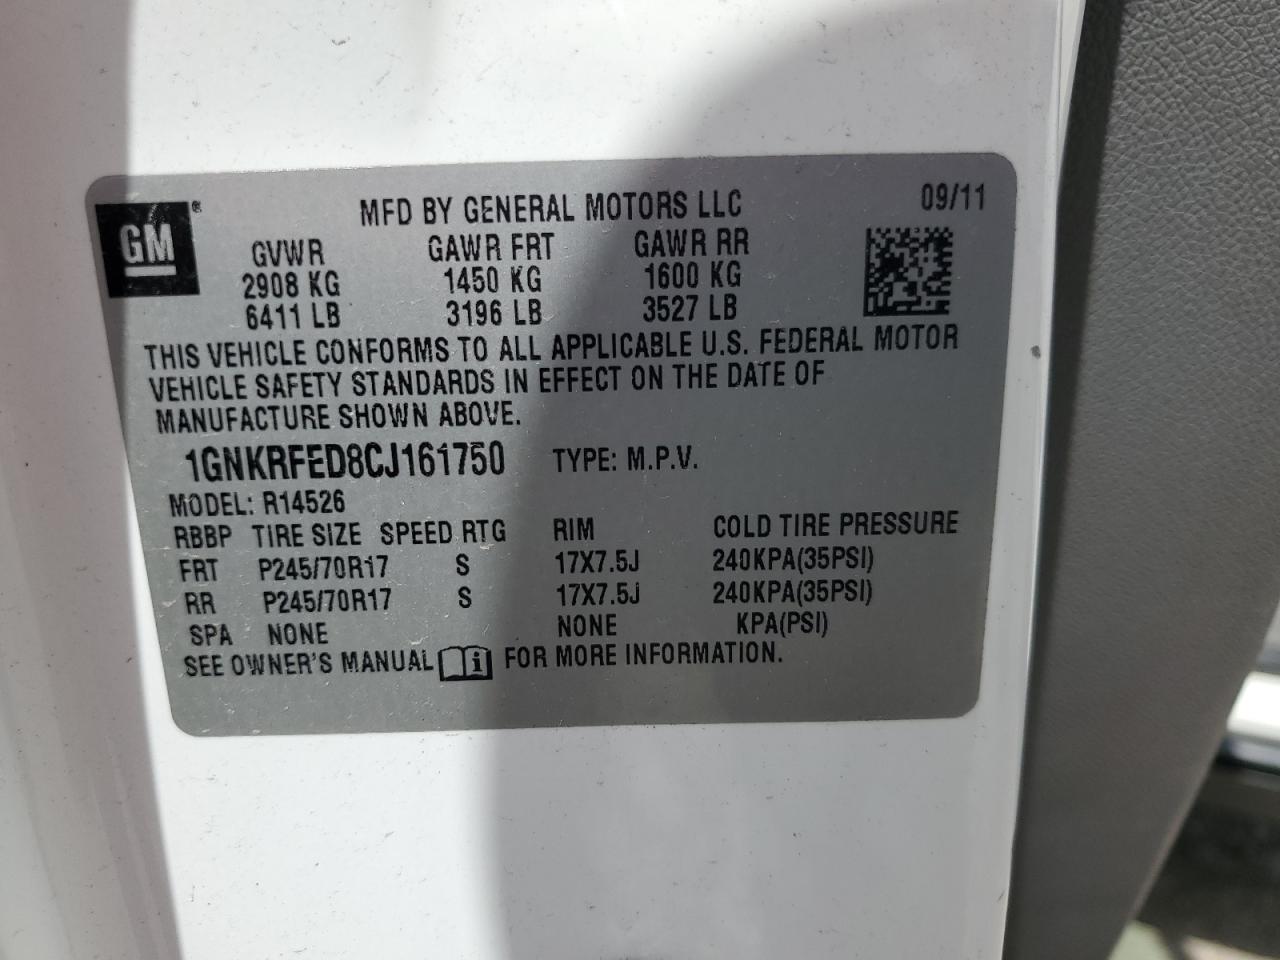 GM® MFD BY GENERAL MOTORS LLC 09/11
GVWR GAWR FRT GAWR RR
2908 KG 1450 KG 1600 KG
6411 LB 3196 LB 3527 LB
THIS VEHICLE CONFORMS TO ALL APPLICABLE U.S. FEDERAL MOTOR
VEHICLE SAFETY STANDARDS IN EFFECT ON THE DATE OF
MANUFACTURE SHOWN ABOVE.
1GNKRFED8CJ161750 TYPE: M.P.V.
MODEL: R14526
RBBP TIRE SIZE SPEED RTG RIM COLD TIRE PRESSURE
FRT P245/70R17 S 17X7.5J 240KPA(35PSI)
RR P245/70R17 S 17X7.5J 240KPA(35PSI)
SPA NONE NONE KPA(PSI)
SEE OWNER'S MANUAL i FOR MORE INFORMATION.